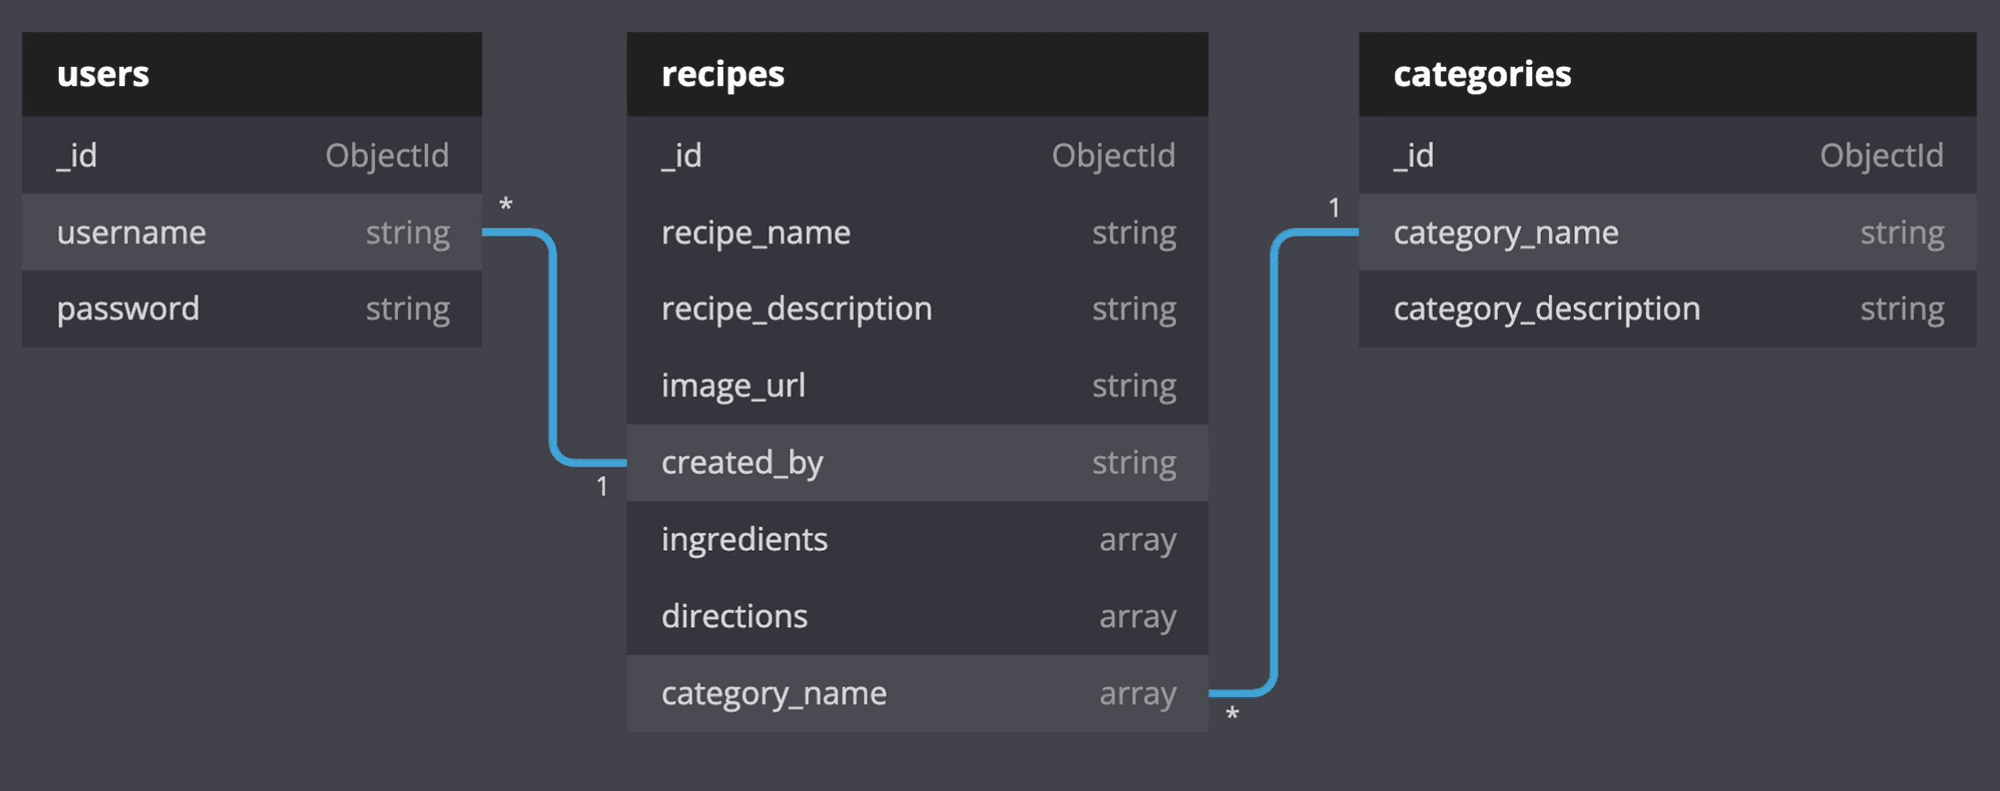 users
_id ObjectId
username string
password string
*
1
recipes
_id ObjectId
recipe_name string
recipe_description string
image_url string
created_by string
ingredients array
directions array
category_name array
*
1
categories
_id ObjectId
category_name string
category_description string